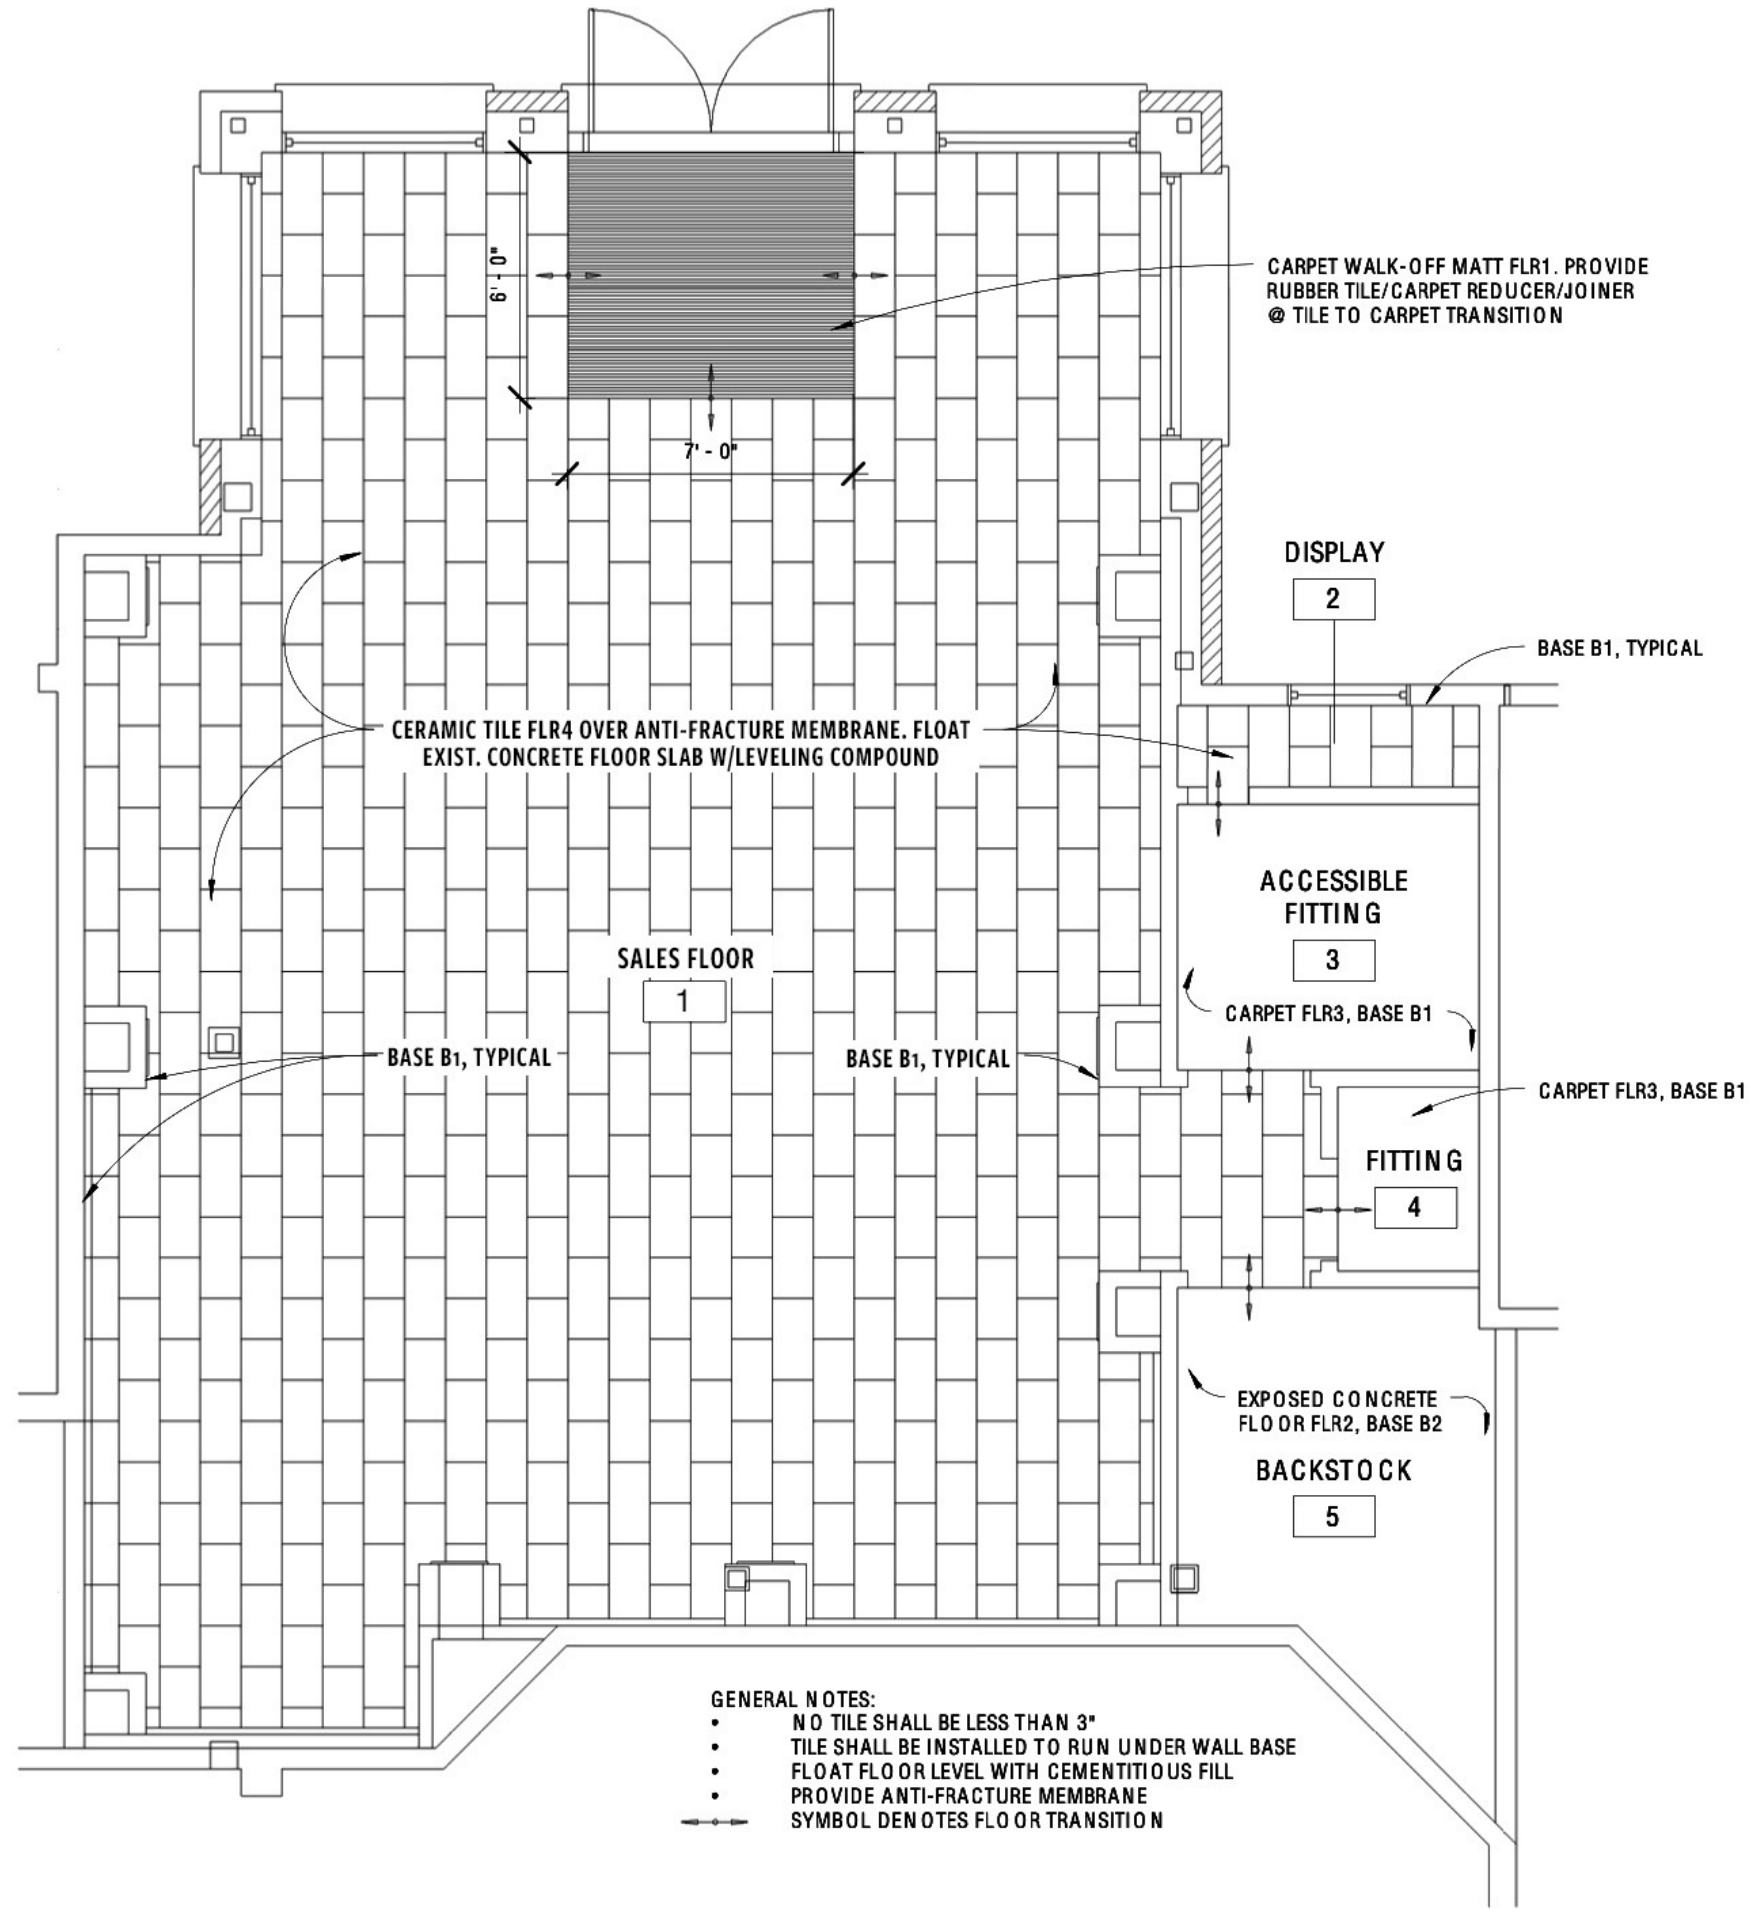 6' - 0"
CARPET WALK-OFF MATT FLR1. PROVIDE
RUBBER TILE/CARPET REDUCER/JOINER
@ TILE TO CARPET TRANSITION
7' - 0"
DISPLAY
2
BASE B1, TYPICAL
CERAMIC TILE FLR4 OVER ANTI-FRACTURE MEMBRANE. FLOAT
EXIST. CONCRETE FLOOR SLAB W/LEVELING COMPOUND
ACCESSIBLE
FITTING
3
SALES FLOOR
1
CARPET FLR3, BASE B1
BASE B1, TYPICAL
BASE B1, TYPICAL
CARPET FLR3, BASE B1
FITTING
4
EXPOSED CONCRETE
FLOOR FLR2, BASE B2
BACKSTOCK
5
GENERAL NOTES:
• NO TILE SHALL BE LESS THAN 3"
• TILE SHALL BE INSTALLED TO RUN UNDER WALL BASE
• FLOAT FLOOR LEVEL WITH CEMENTITIOUS FILL
• PROVIDE ANTI-FRACTURE MEMBRANE
SYMBOL DENOTES FLOOR TRANSITION